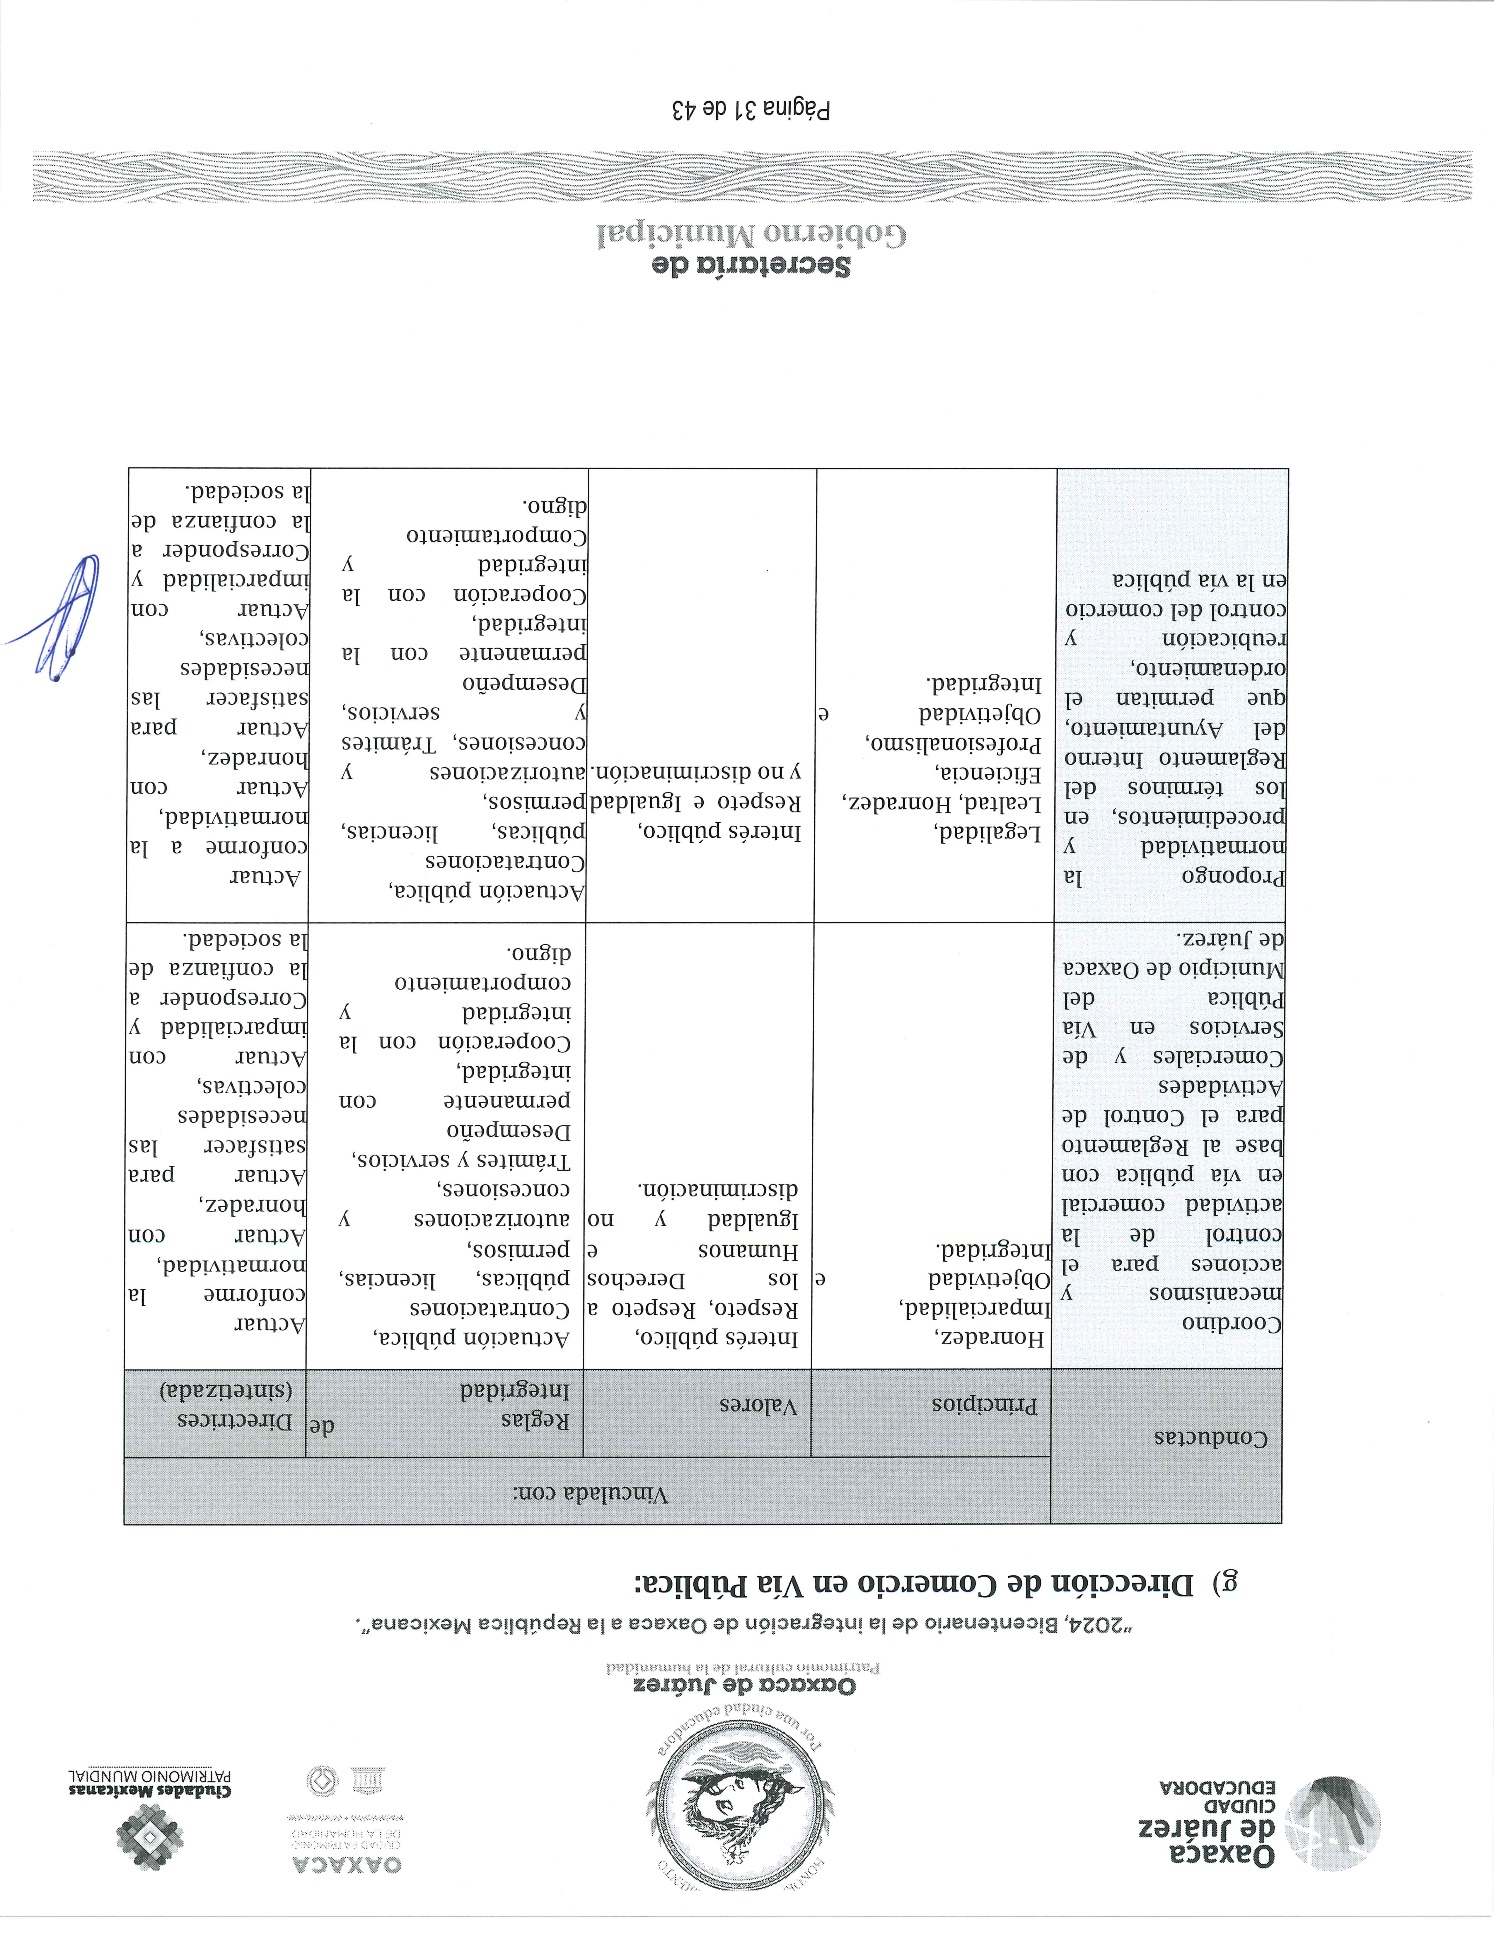 Oaxaca
de Juárez
CIUDAD
EDUCADORA
Oaxaca de Juárez
Patrimonio cultural de la humanidad
Por una ciudad educadora
OAXACA
Ciudades Mexicanas
PATRIMONIO MUNDIAL
"2024, Bicentenario de la integración de Oaxaca a la República Mexicana".
g) Dirección de Comercio en Vía Pública:
Conductas
Vinculada con:
Principios
Valores
Reglas de
Integridad
Directrices
(sintetizada)
Coordino
mecanismos y
acciones para el
control de la
actividad comercial
en vía pública con
base al Reglamento
para el Control de
Actividades
Comerciales y de
Servicios en Vía
Pública del
Municipio de Oaxaca
de Juárez.
Honradez,
Imparcialidad,
Objetividad e
Integridad.
Interés público,
Respeto, Respeto a
los Derechos
Humanos e
Igualdad y no
discriminación.
Actuación pública,
Contrataciones
públicas, licencias,
permisos,
autorizaciones y
concesiones,
Trámites y servicios,
Desempeño
permanente con
integridad,
Cooperación con la
integridad y
comportamiento
digno.
Actuar
conforme la
normatividad,
Actuar con
honradez,
Actuar para
satisfacer las
necesidades
colectivas,
Actuar con
imparcialidad y
Corresponder a
la confianza de
la sociedad.
Propongo la
normatividad y
procedimientos, en
los términos del
Reglamento Interno
del Ayuntamiento,
que permitan el
ordenamiento,
reubicación y
control del comercio
en la vía pública
Legalidad,
Lealtad, Honradez,
Eficiencia,
Profesionalismo,
Objetividad e
Integridad.
Interés público,
Respeto e Igualdad
y no discriminación.
Actuación pública,
Contrataciones
públicas, licencias,
permisos,
autorizaciones y
concesiones, Trámites
y servicios,
Desempeño
permanente con la
integridad,
Cooperación con la
integridad y
Comportamiento
digno.
Actuar
conforme a la
normatividad,
Actuar con
honradez,
Actuar para
satisfacer las
necesidades
colectivas,
Actuar con
imparcialidad y
Corresponder a
la confianza de
la sociedad.
Secretaría de
Gobierno Municipal
Página 31 de 43